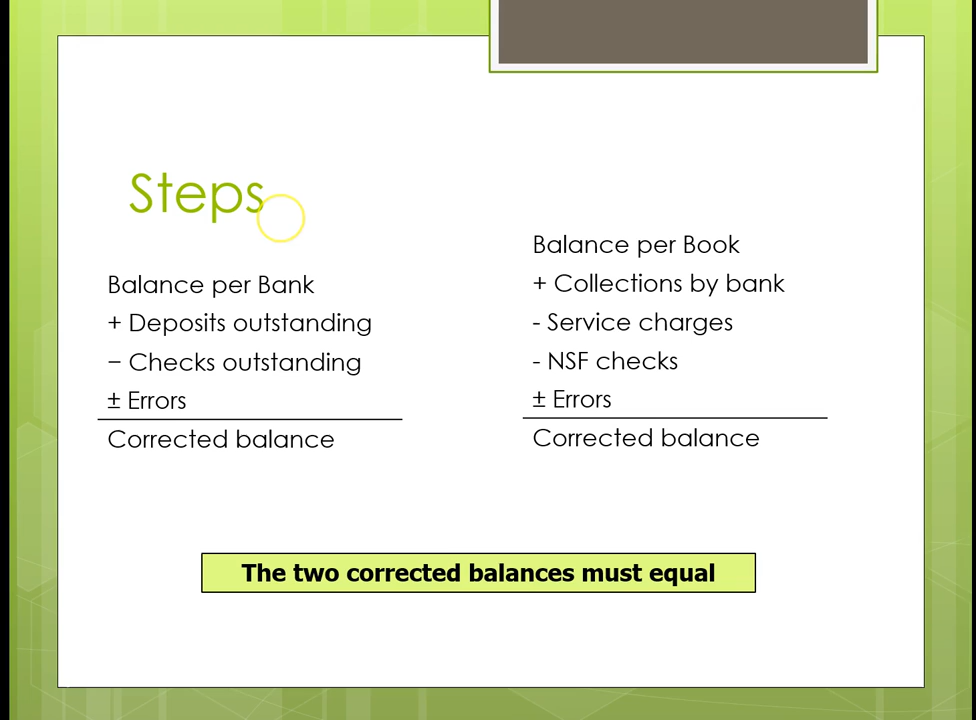 Steps
Balance per Bank
+ Deposits outstanding
− Checks outstanding
± Errors
Corrected balance
Balance per Book
+ Collections by bank
- Service charges
- NSF checks
± Errors
Corrected balance
The two corrected balances must equal